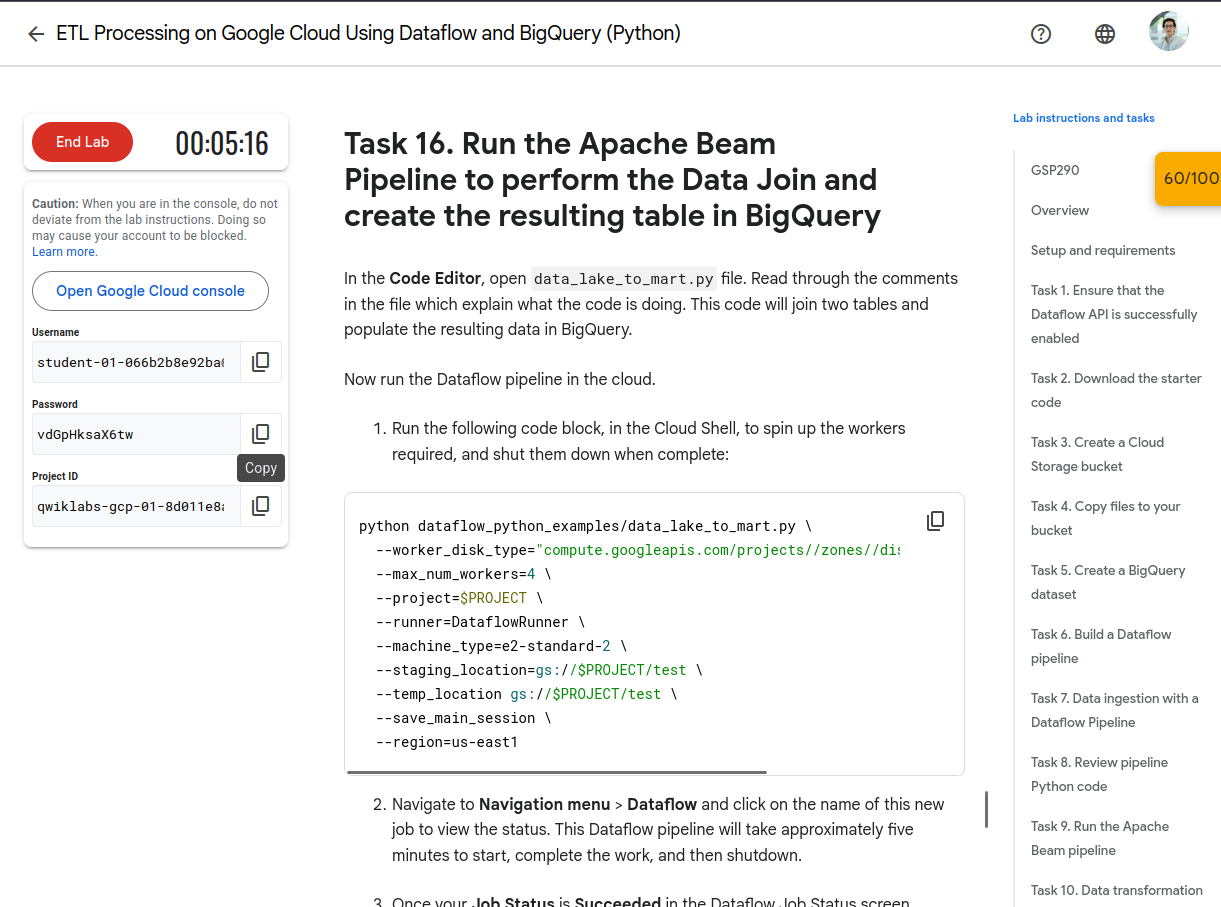 ETL Processing on Google Cloud Using Dataflow and BigQuery (Python)
End Lab
00:05:16
Caution: When you are in the console, do not
deviate from the lab instructions. Doing so
may cause your account to be blocked.
Learn more.
Open Google Cloud console
Username
student-01-066b2b8e92ba
Password
vdGpHksaX6tw
Copy
Project ID
qwiklabs-gcp-01-8d011e8
Task 16. Run the Apache Beam
Pipeline to perform the Data Join and
create the resulting table in BigQuery
In the Code Editor, open data_lake_to_mart.py file. Read through the comments
in the file which explain what the code is doing. This code will join two tables and
populate the resulting data in BigQuery.
Now run the Dataflow pipeline in the cloud.
1. Run the following code block, in the Cloud Shell, to spin up the workers
required, and shut them down when complete:
python dataflow_python_examples/data_lake_to_mart.py \
--worker_disk_type="compute.googleapis.com/projects//zones//dis
--max_num_workers=4 \
--project=$PROJECT \
--runner=DataflowRunner \
--machine_type=e2-standard-2 \
--staging_location=gs://$PROJECT/test \
--temp_location gs://$PROJECT/test \
--save_main_session \
--region=us-east1
2. Navigate to Navigation menu > Dataflow and click on the name of this new
job to view the status. This Dataflow pipeline will take approximately five
minutes to start, complete the work, and then shutdown.
3. Once your Job Status is Succeeded in the Dataflow Job Status screen,
Lab instructions and tasks
GSP290
60/100
Overview
Setup and requirements
Task 1. Ensure that the
Dataflow API is successfully
enabled
Task 2. Download the starter
code
Task 3. Create a Cloud
Storage bucket
Task 4. Copy files to your
bucket
Task 5. Create a BigQuery
dataset
Task 6. Build a Dataflow
pipeline
Task 7. Data ingestion with a
Dataflow Pipeline
Task 8. Review pipeline
Python code
Task 9. Run the Apache
Beam pipeline
Task 10. Data transformation